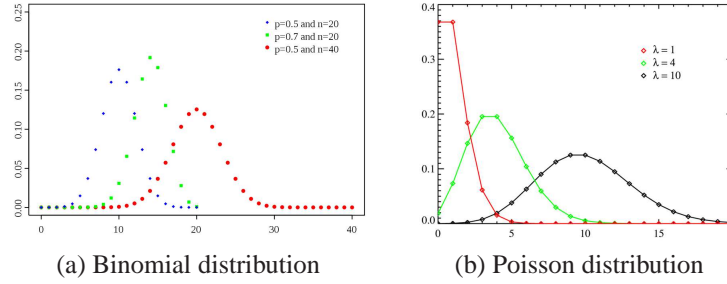 0.25
0.20
0.15
0.10
0.05
0.00
p=0.5 and n=20
p=0.7 and n=20
p=0.5 and n=40
0 10 20 30 40
(a) Binomial distribution
0.4
0.3
0.2
0.1
0.0
λ = 1
λ = 4
λ = 10
0 5 10 15
(b) Poisson distribution